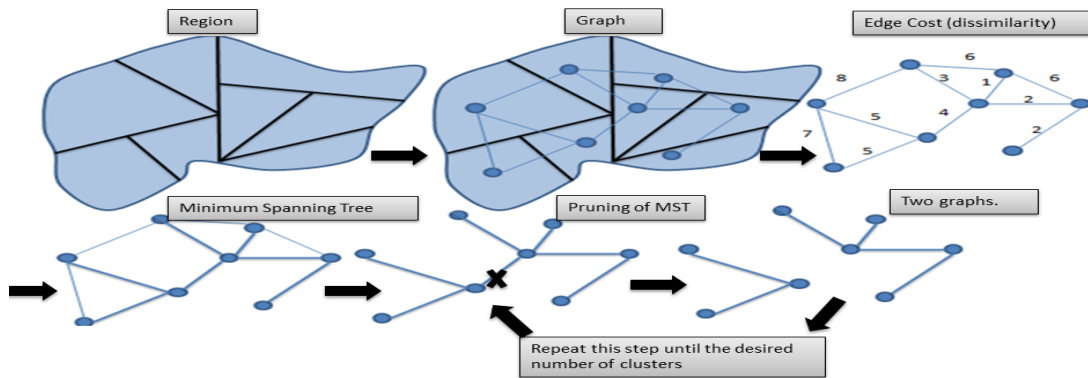 Region
Graph
Edge Cost (dissimilarity)
6
8
3
1
6
2
5
4
2
7
5
Minimum Spanning Tree
Pruning of MST
Two graphs.
X
Repeat this step until the desired
number of clusters